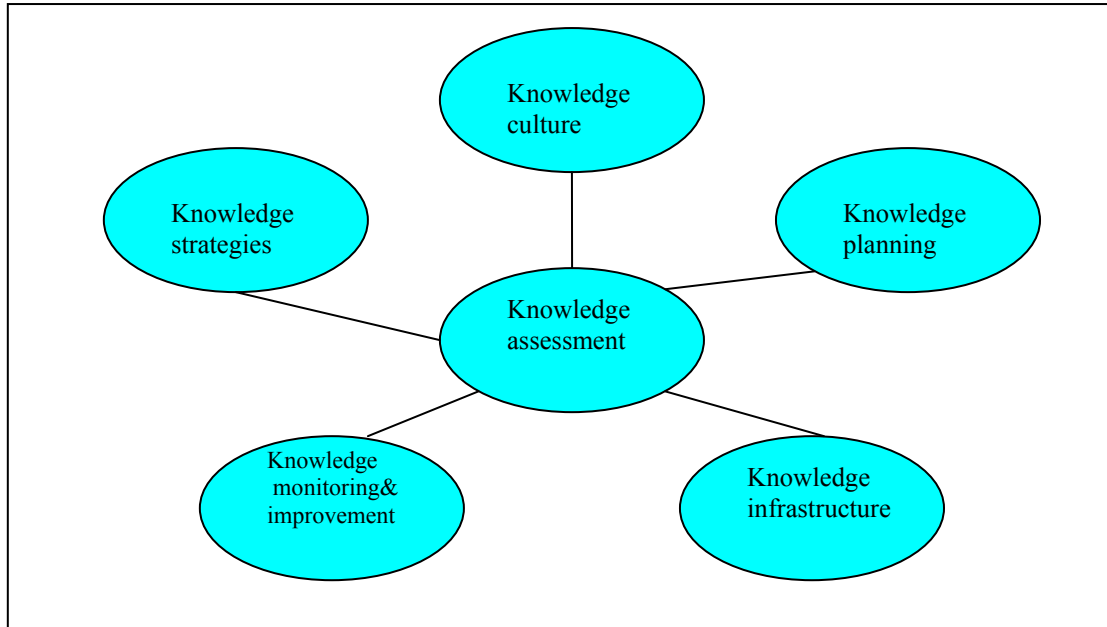 Knowledge
culture
Knowledge
strategies
Knowledge
planning
Knowledge
assessment
Knowledge
monitoring&
improvement
Knowledge
infrastructure